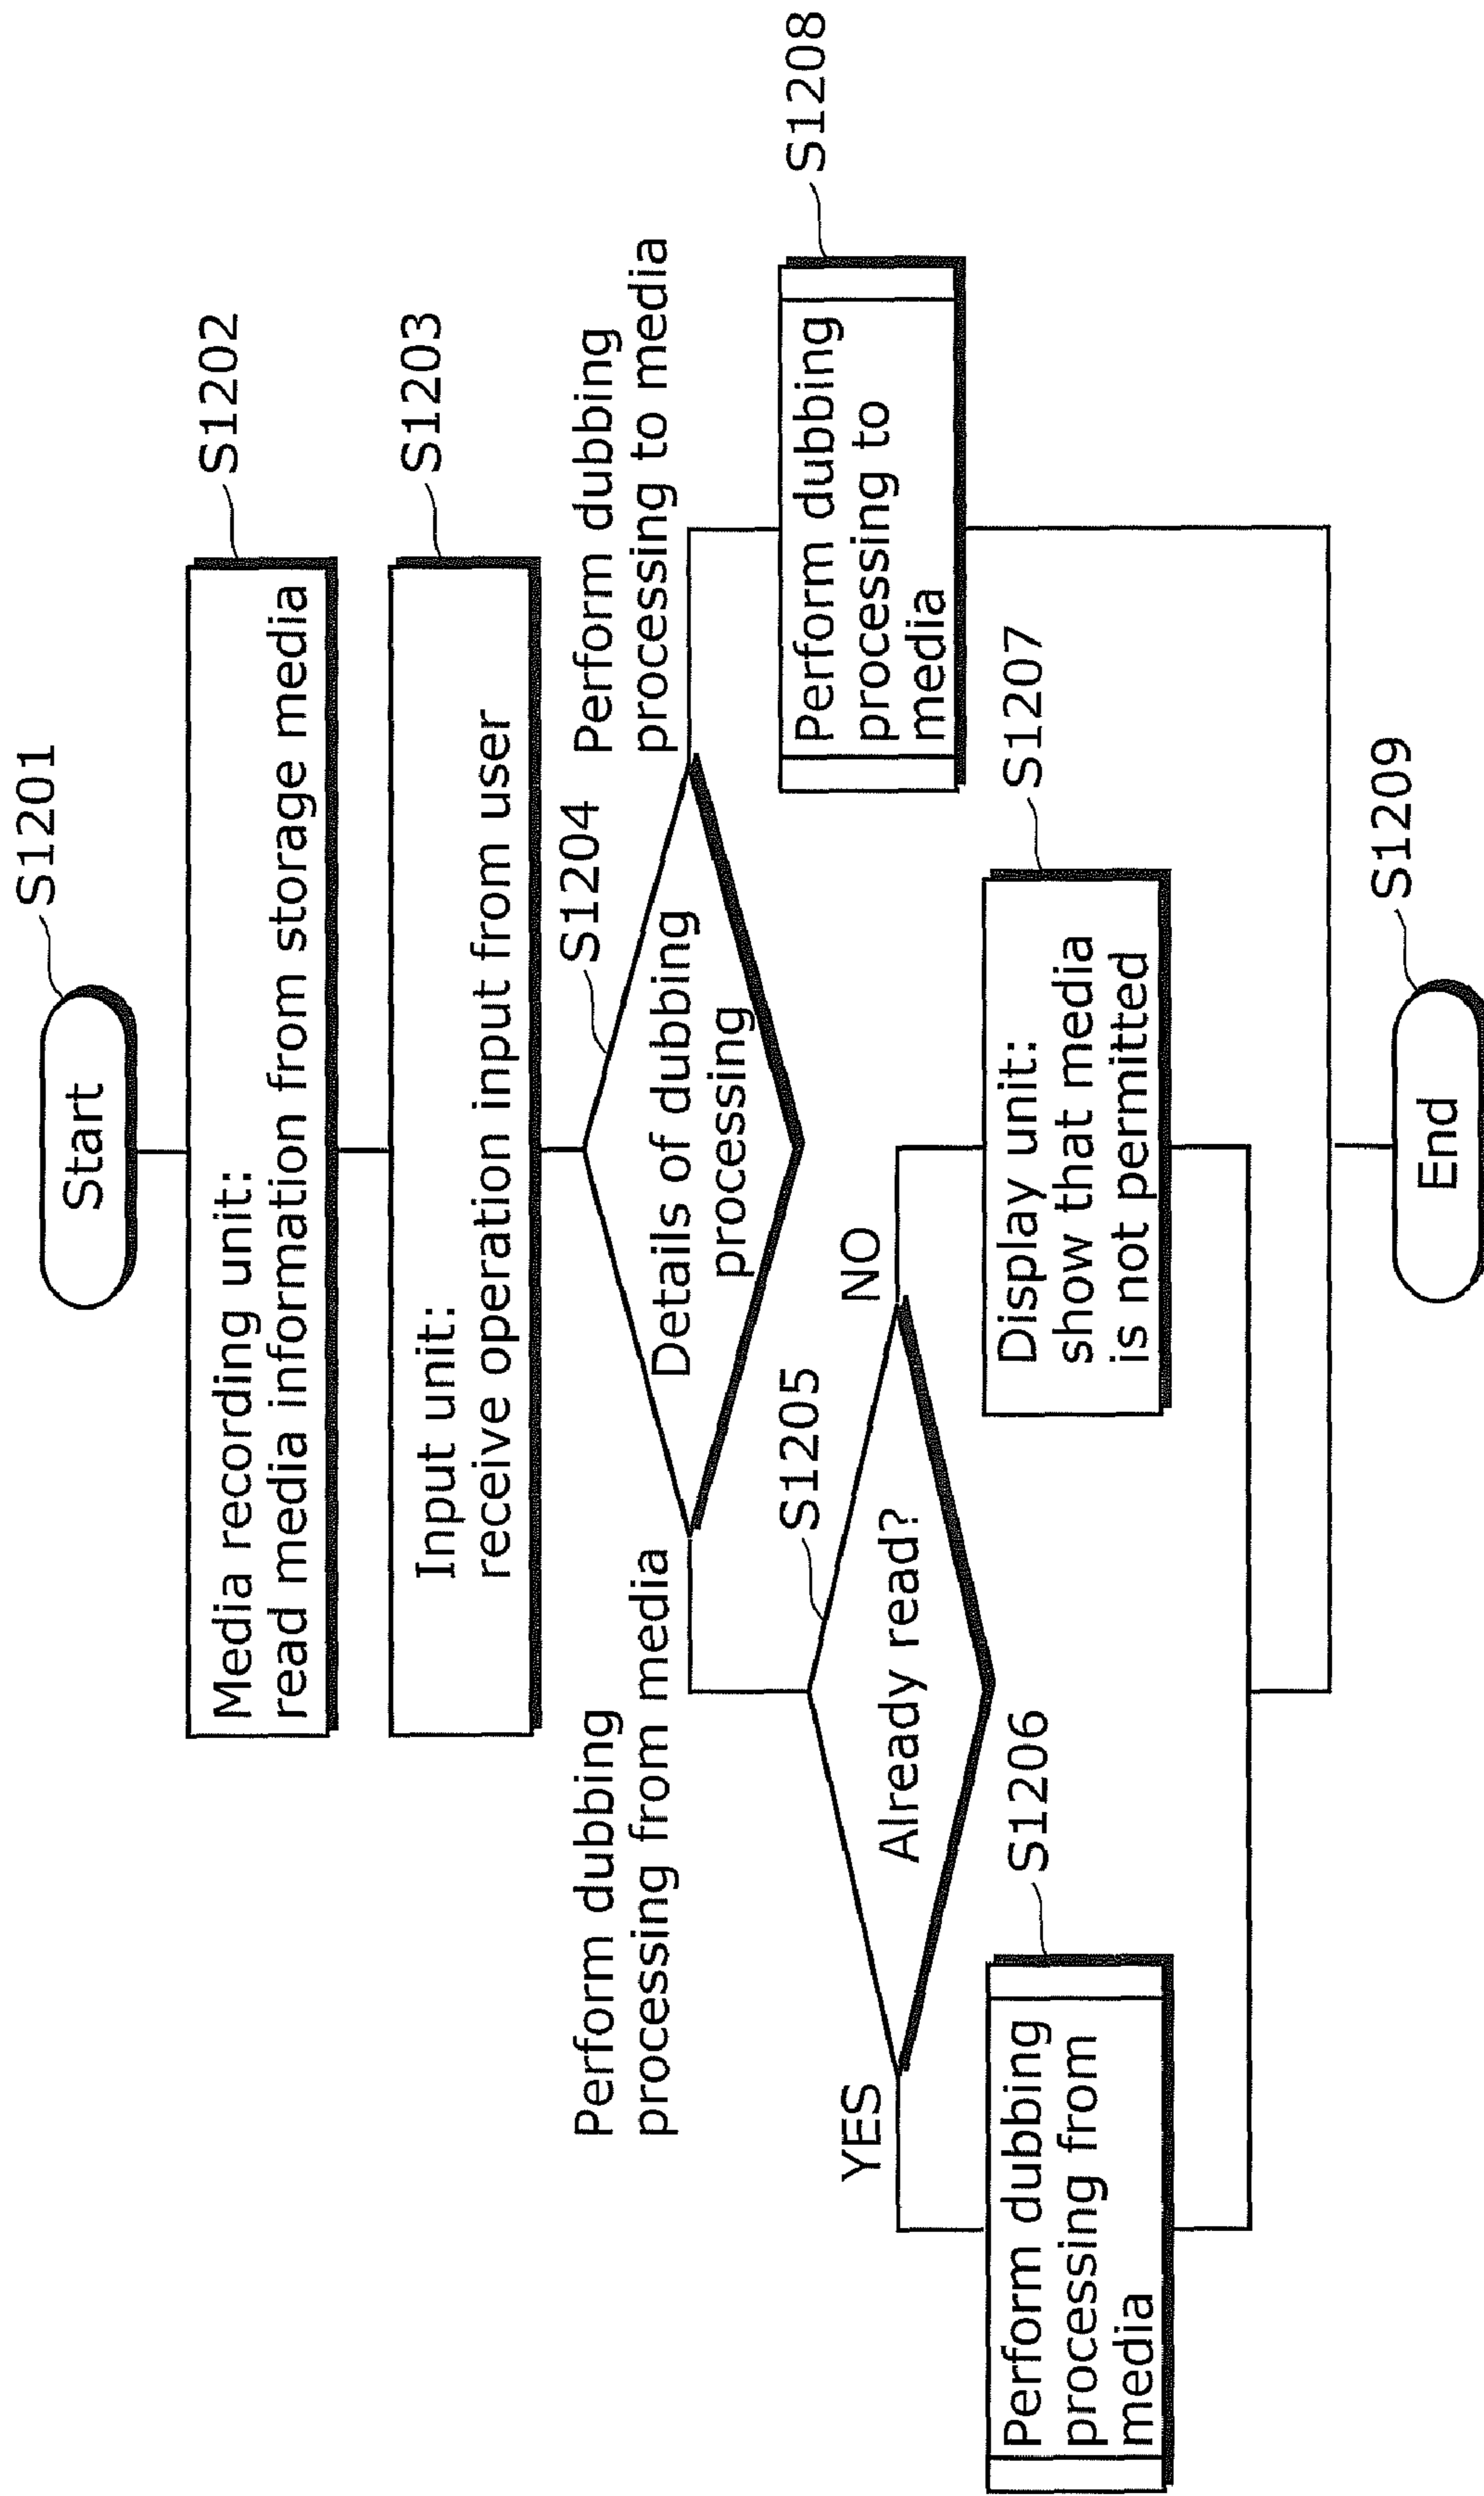 S1201
Start
S1202
Media recording unit:
read media information from storage media
S1203
Input unit:
receive operation input from user
S1204
Details of dubbing
processing
Perform dubbing
processing from media
Perform dubbing
processing to media
S1205
Already read?
YES
NO
S1206
Perform dubbing
processing from
media
S1207
Display unit:
show that media
is not permitted
S1208
Perform dubbing
processing to
media
S1209
End